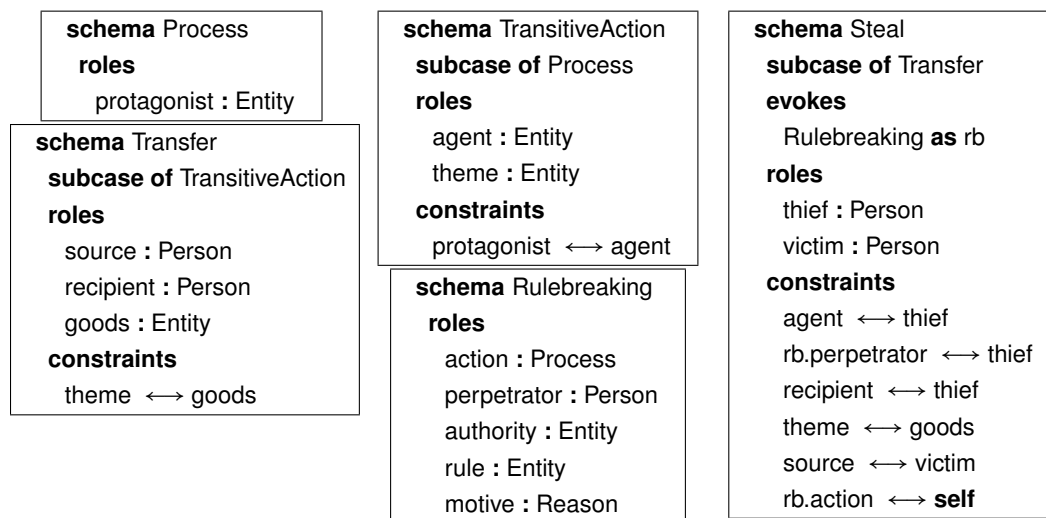 schema Process
roles
protagonist : Entity
schema Transfer
subcase of TransitiveAction
roles
source : Person
recipient : Person
goods : Entity
constraints
theme ⟷ goods
schema TransitiveAction
subcase of Process
roles
agent : Entity
theme : Entity
constraints
protagonist ⟷ agent
schema Rulebreaking
roles
action : Process
perpetrator : Person
authority : Entity
rule : Entity
motive : Reason
schema Steal
subcase of Transfer
evokes
Rulebreaking as rb
roles
thief : Person
victim : Person
constraints
agent ⟷ thief
rb.perpetrator ⟷ thief
recipient ⟷ thief
theme ⟷ goods
source ⟷ victim
rb.action ⟷ self